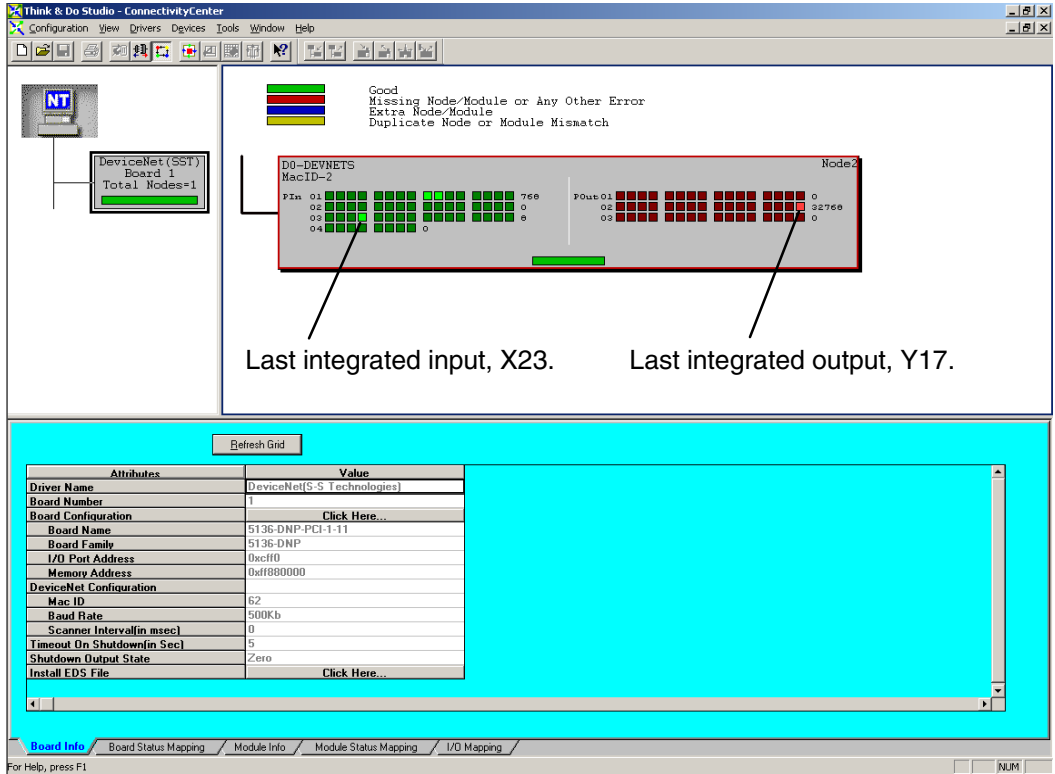 Think & Do Studio - ConnectivityCenter
Configuration View Drivers Devices Tools Window Help
NT
DeviceNet(SST)
Board 1
Total Nodes=1
Good
Missing Node/Module or Any Other Error
Extra Node/Module
Duplicate Node or Module Mismatch
D0-DEVNETS Node2
MacID-2
PIn 01 768 POut01 0
02 0 02 32768
03 8 03 0
04 0
Last integrated input, X23. Last integrated output, Y17.
Refresh Grid
Attributes Value
Driver Name DeviceNet(S-S Technologies)
Board Number 1
Board Configuration Click Here...
Board Name 5136-DNP-PCI-1-11
Board Family 5136-DNP
I/O Port Address 0xcff0
Memory Address 0xff880000
DeviceNet Configuration
Mac ID 62
Baud Rate 500Kb
Scanner Interval(in msec) 0
Timeout On Shutdown(in Sec) 5
Shutdown Output State Zero
Install EDS File Click Here...
Board Info Board Status Mapping Module Info Module Status Mapping I/O Mapping
For Help, press F1 NUM